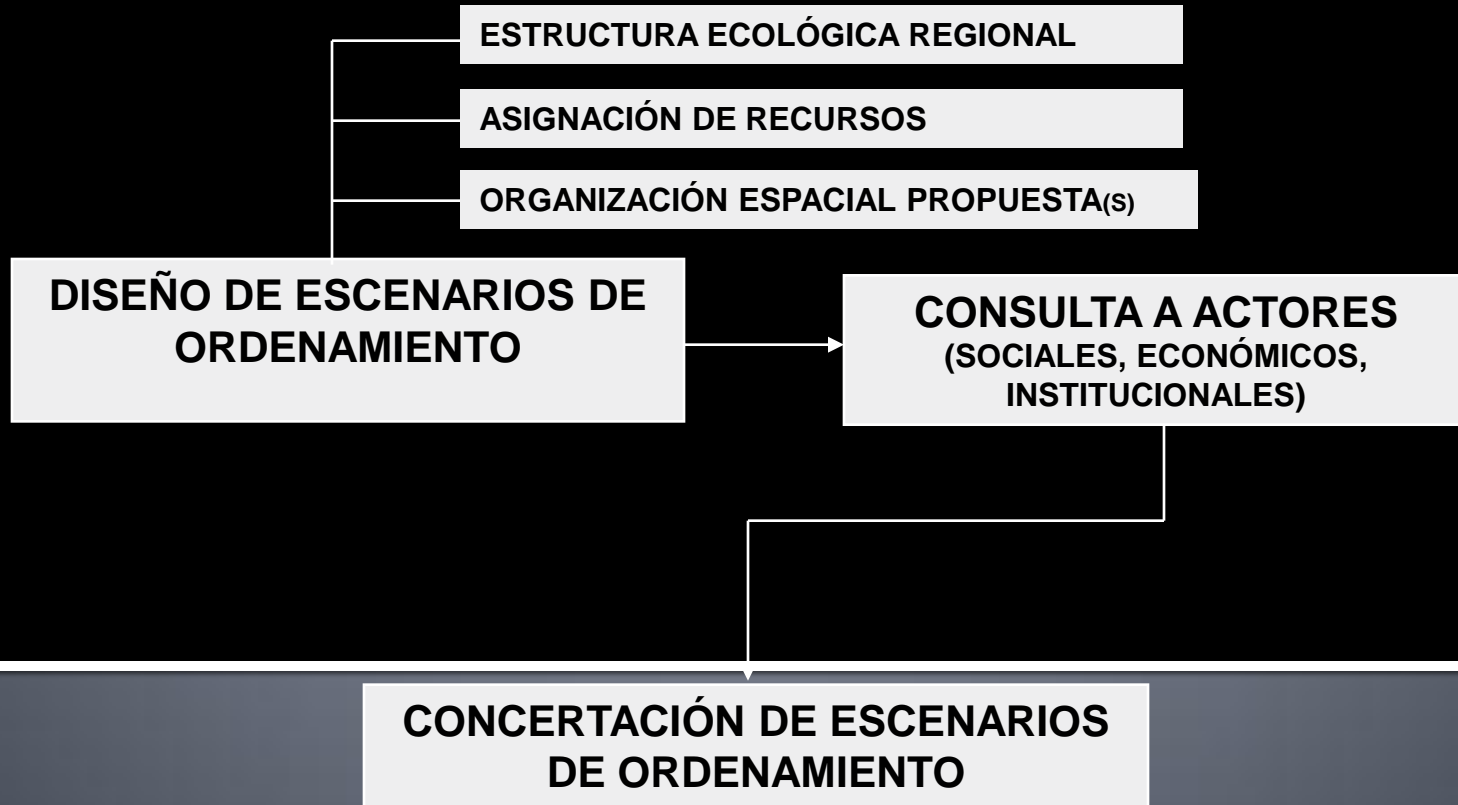 ESTRUCTURA ECOLÓGICA REGIONAL
ASIGNACIÓN DE RECURSOS
ORGANIZACIÓN ESPACIAL PROPUESTA(S)
DISEÑO DE ESCENARIOS DE
ORDENAMIENTO
CONSULTA A ACTORES
(SOCIALES, ECONÓMICOS,
INSTITUCIONALES)
CONCERTACIÓN DE ESCENARIOS
DE ORDENAMIENTO